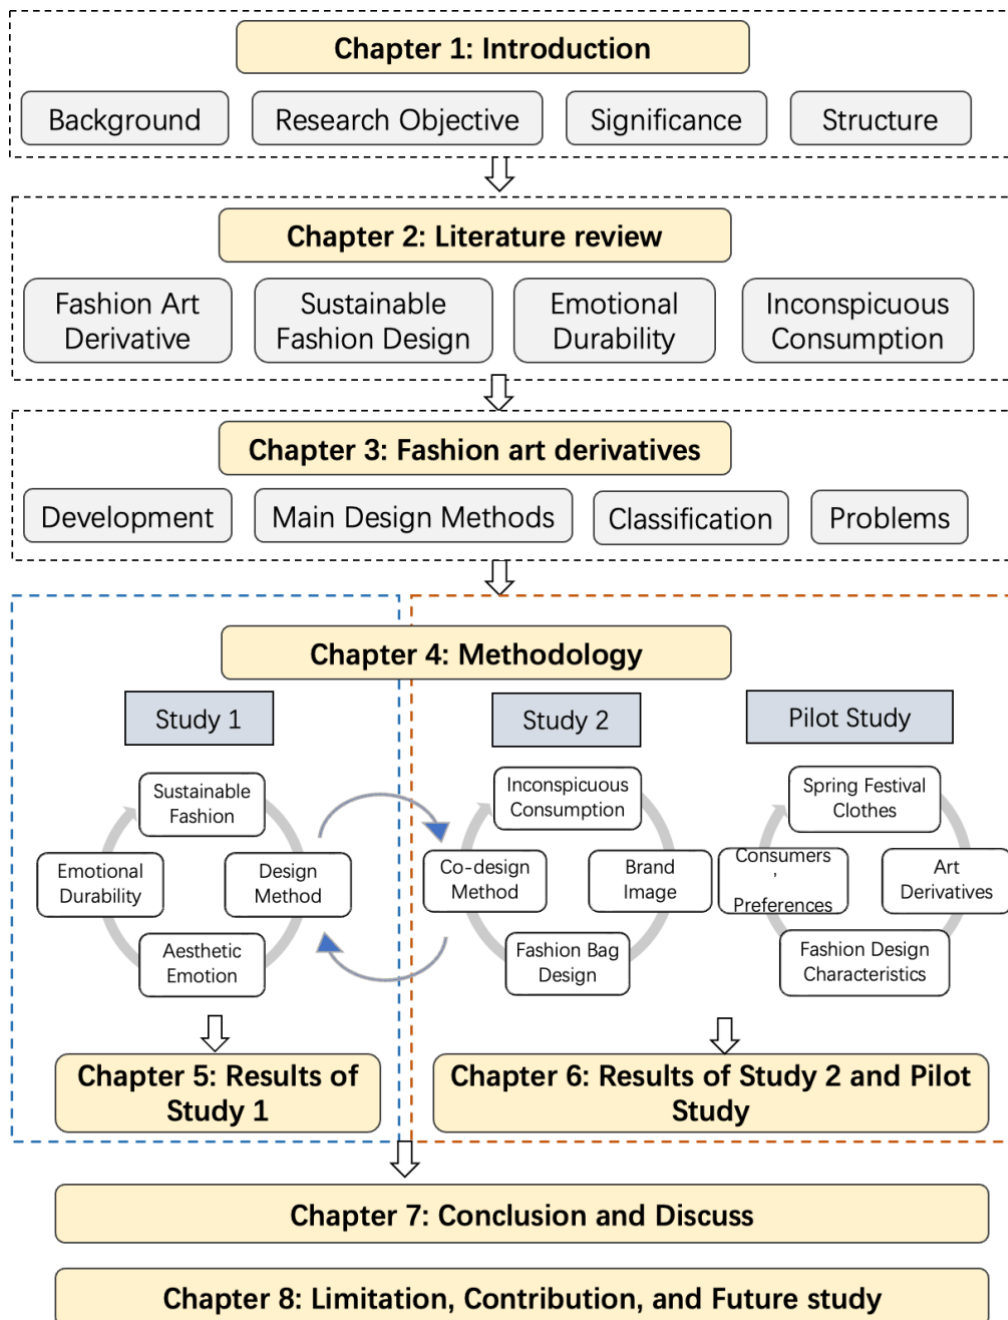 Chapter 1: Introduction
Background
Research Objective
Significance
Structure
Chapter 2: Literature review
Fashion Art
Derivative
Sustainable
Fashion Design
Emotional
Durability
Inconspicuous
Consumption
Chapter 3: Fashion art derivatives
Development
Main Design Methods
Classification
Problems
Chapter 4: Methodology
Study 1
Sustainable
Fashion
Emotional
Durability
Design
Method
Aesthetic
Emotion
Study 2
Inconspicuous
Consumption
Co-design
Method
Brand
Image
Fashion Bag
Design
Pilot Study
Spring Festival
Clothes
Consumers
'
Preferences
Art
Derivatives
Fashion Design
Characteristics
Chapter 5: Results of
Study 1
Chapter 6: Results of Study 2 and Pilot
Study
Chapter 7: Conclusion and Discuss
Chapter 8: Limitation, Contribution, and Future study